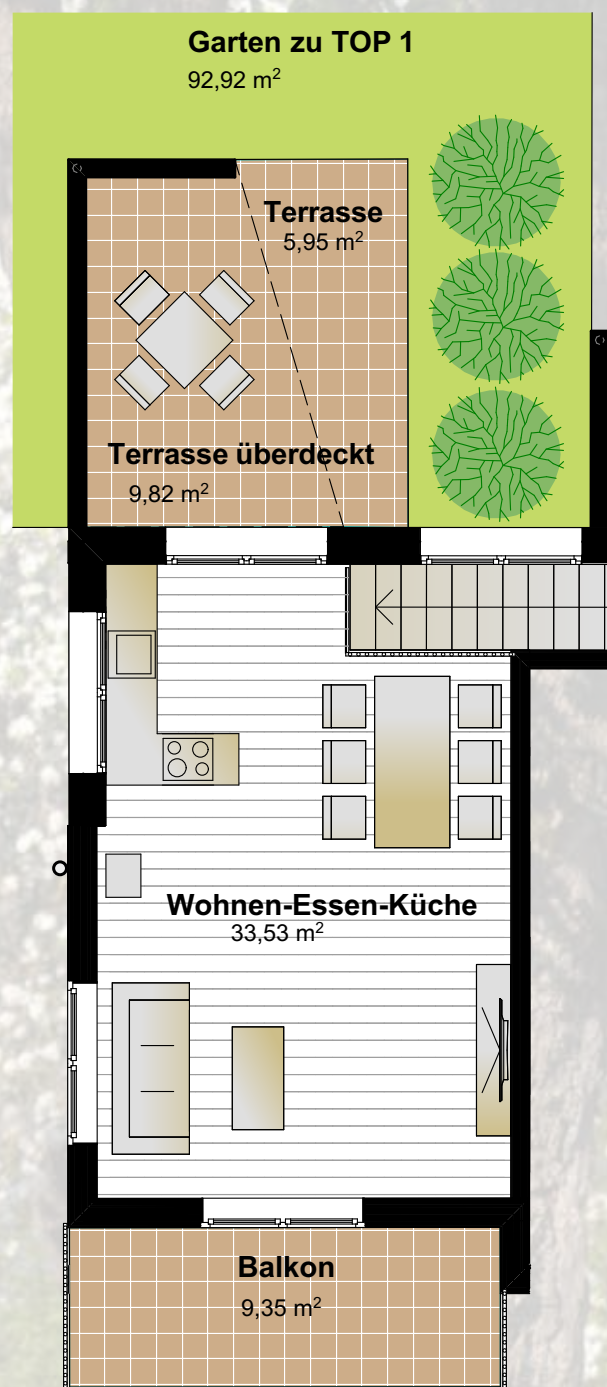 Garten zu TOP 1
92,92 m²
Terrasse
5,95 m²
Terrasse überdeckt
9,82 m²
Wohnen-Essen-Küche
33,53 m²
Balkon
9,35 m²